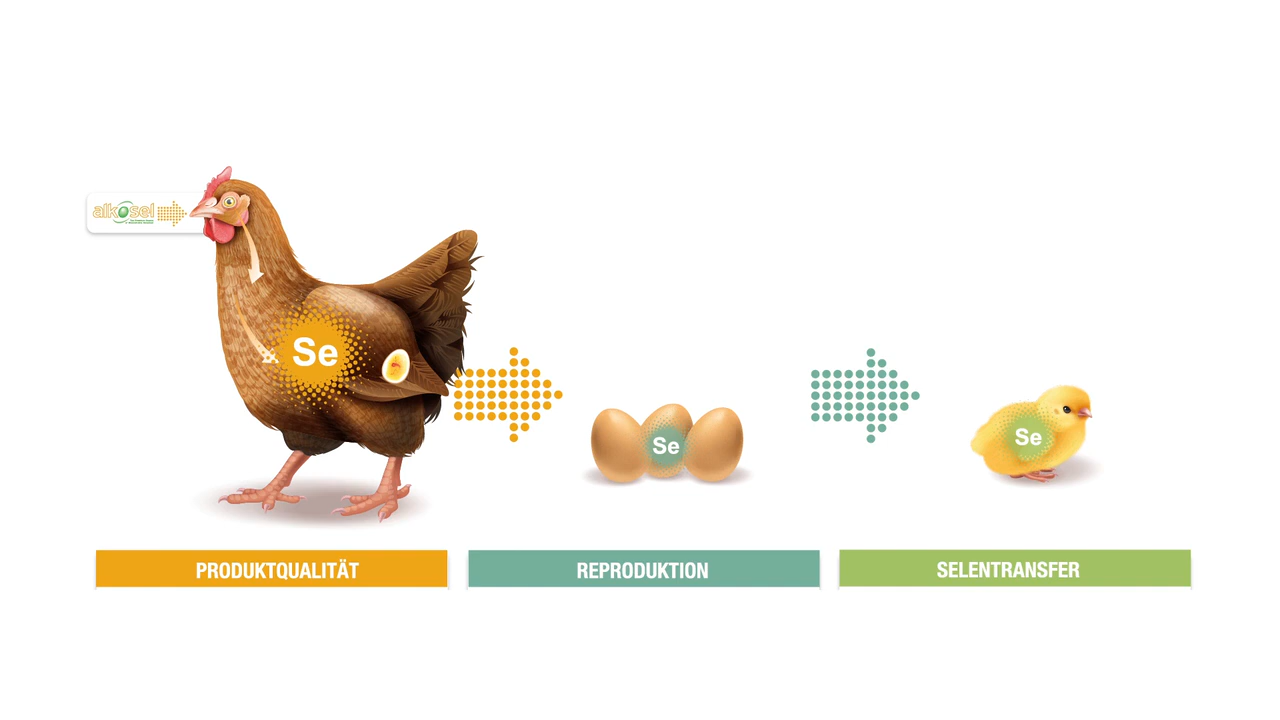 alkosel
Se
Se
Se
PRODUKTQUALITÄT
REPRODUKTION
SELENTRANSFER